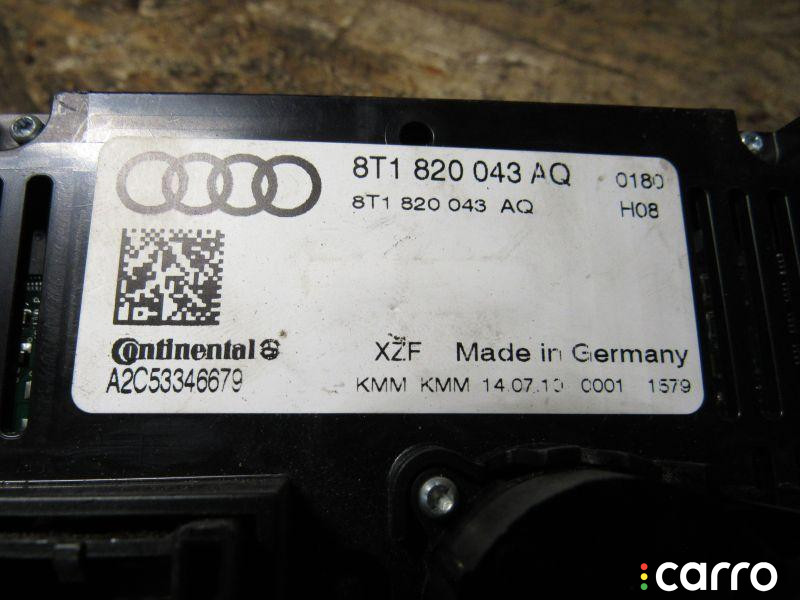 8T1 820 043 AQ 0180
8T1 820 043 AQ H08
Continental
XZF Made in Germany
A2C53346679
KMM KMM 14.07.10 0001 1579
carro